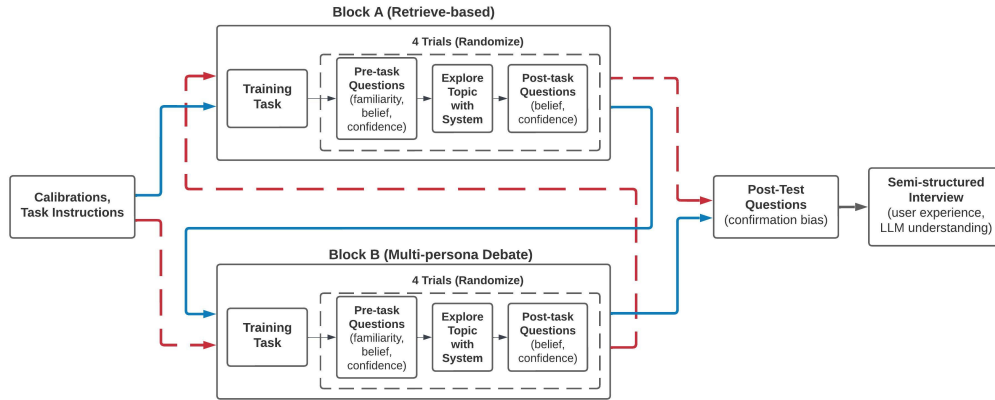 Block A (Retrieve-based)
4 Trials (Randomize)
Training
Task
Pre-task
Questions
(familiarity,
belief,
confidence)
Explore
Topic
with
System
Post-task
Questions
(belief,
confidence)
Calibrations,
Task Instructions
Post-Test
Questions
(confirmation bias)
Semi-structured
Interview
(user experience,
LLM understanding)
Block B (Multi-persona Debate)
4 Trials (Randomize)
Training
Task
Pre-task
Questions
(familiarity,
belief,
confidence)
Explore
Topic
with
System
Post-task
Questions
(belief,
confidence)